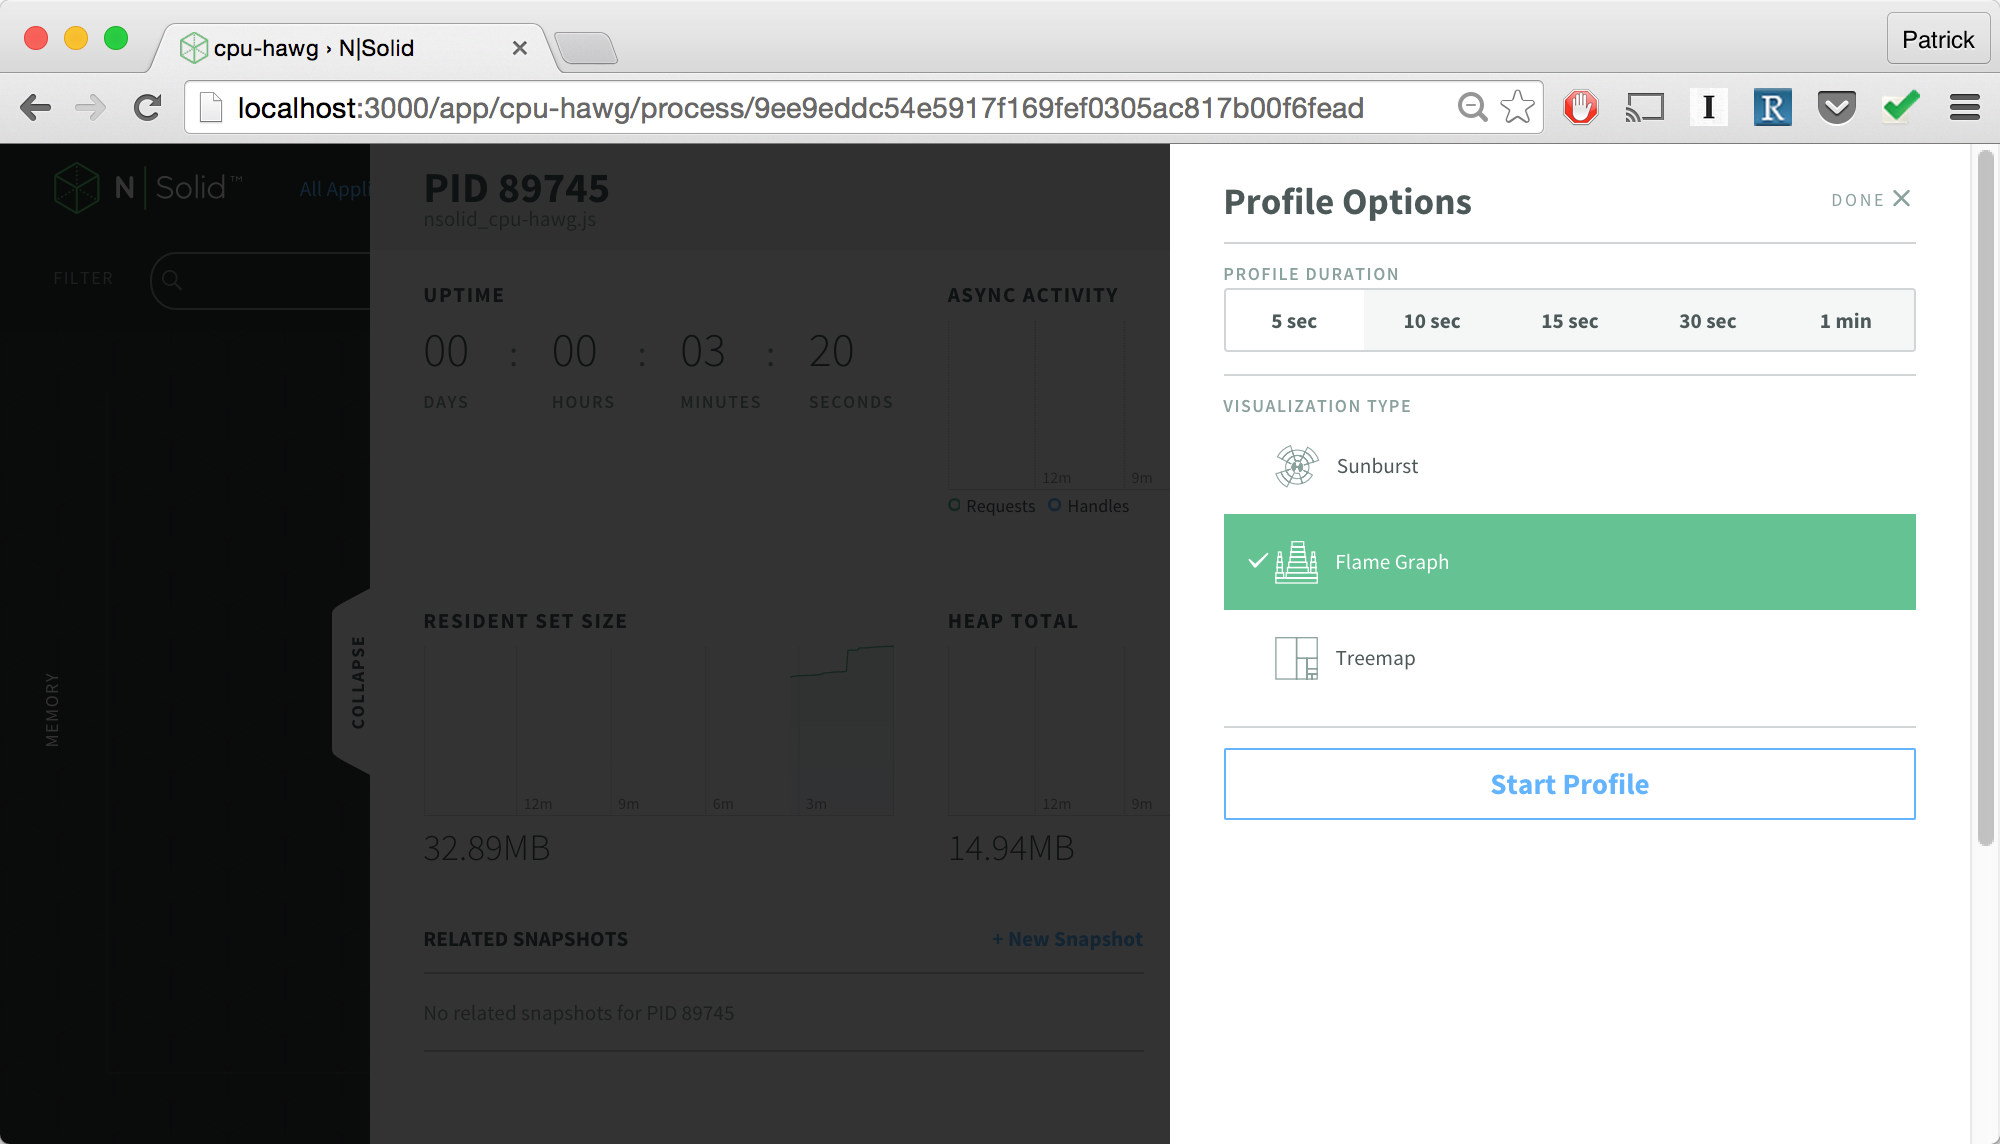 cpu-hawg › N|Solid
Patrick
localhost:3000/app/cpu-hawg/process/9ee9eddc54e5917f169fef0305ac817b00f6fead
I
R
N|Solid™
All Appli
FILTER
MEMORY
COLLAPSE
PID 89745
nsolid_cpu-hawg.js
UPTIME
00 : 00 : 03 : 20
DAYS HOURS MINUTES SECONDS
ASYNC ACTIVITY
12m 9m
Requests Handles
RESIDENT SET SIZE
12m 9m 6m 3m
32.89MB
HEAP TOTAL
12m 9m
14.94MB
RELATED SNAPSHOTS
+ New Snapshot
No related snapshots for PID 89745
Profile Options
DONE
PROFILE DURATION
5 sec 10 sec 15 sec 30 sec 1 min
VISUALIZATION TYPE
Sunburst
Flame Graph
Treemap
Start Profile